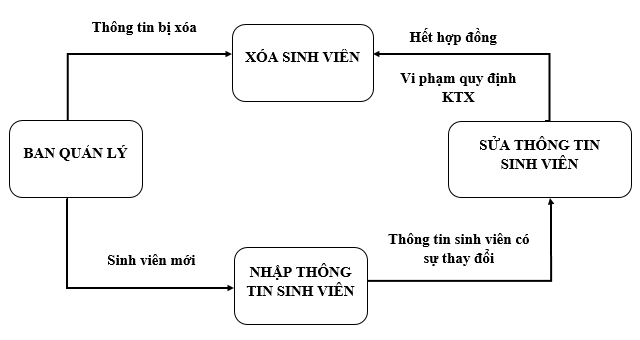 Thông tin bị xóa
XÓA SINH VIÊN
Hết hợp đồng
Vi phạm quy định
KTX
BAN QUẢN LÝ
SỬA THÔNG TIN
SINH VIÊN
Sinh viên mới
NHẬP THÔNG
TIN SINH VIÊN
Thông tin sinh viên có
sự thay đổi